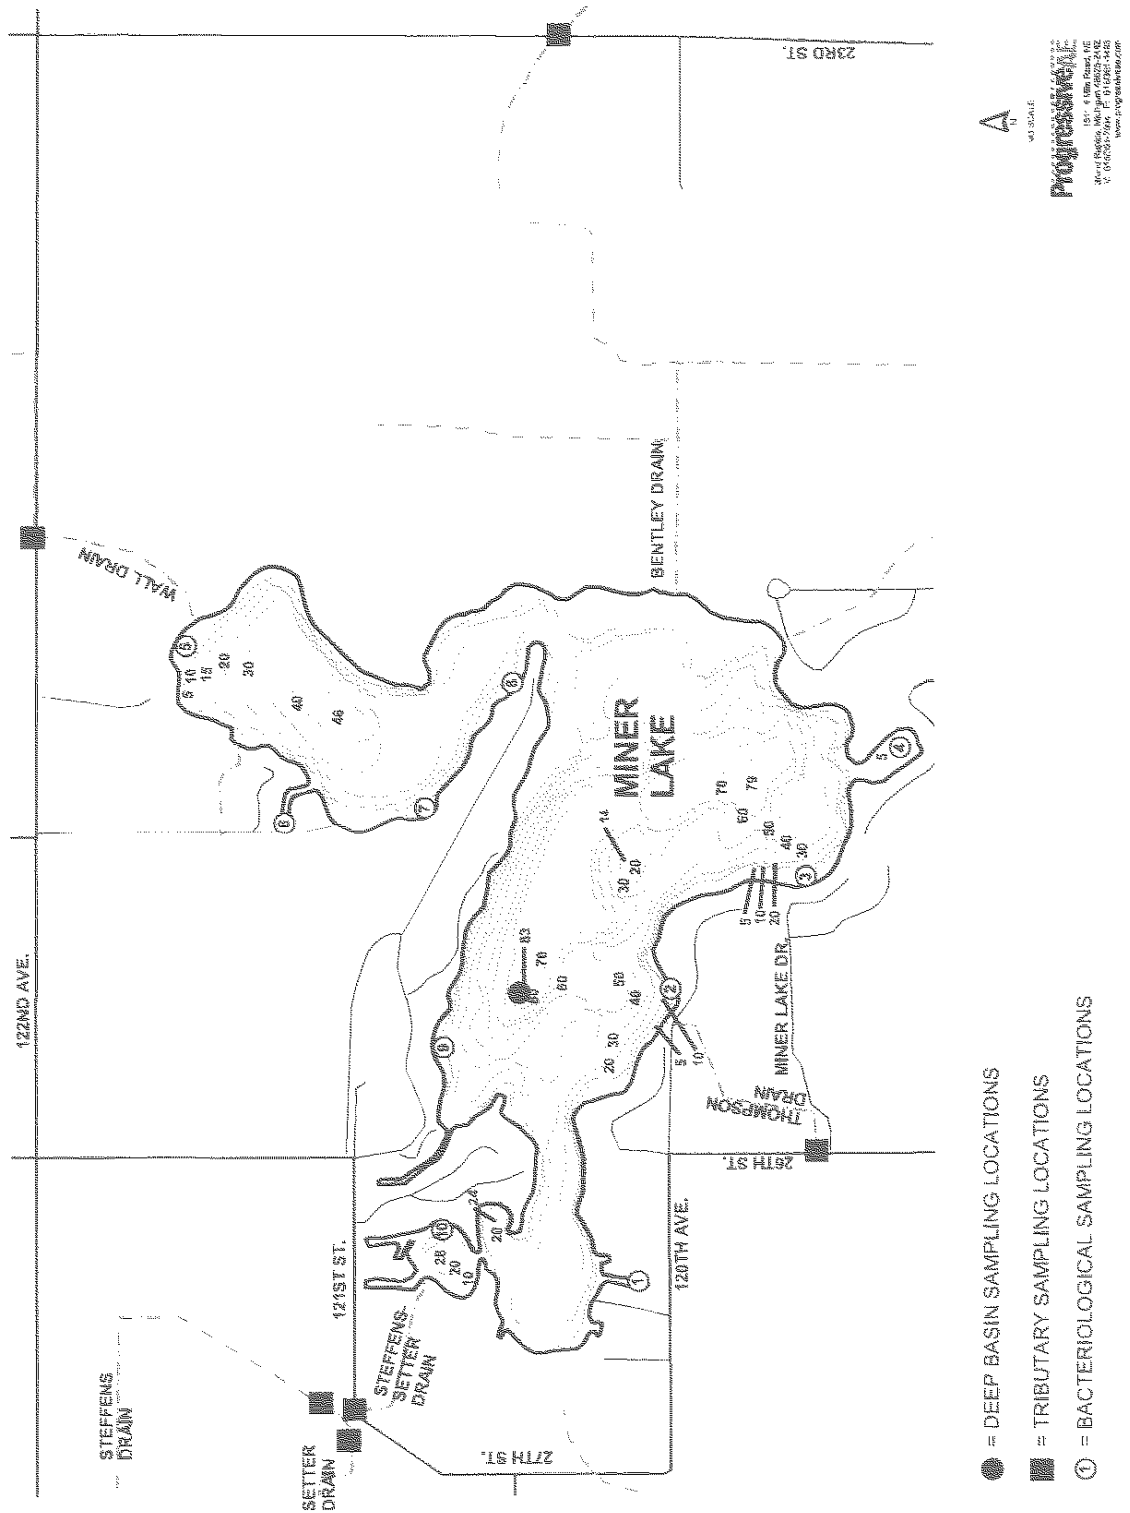 122ND AVE.
STEFFENS
DRAIN
SETTER
DRAIN
121ST ST.
STEFFENS-
SETTER
DRAIN
27TH ST.
120TH AVE.
26TH ST.
THOMPSON
DRAIN
MINER LAKE DR.
WALL DRAIN
BENTLEY DRAIN
23RD ST.
MINER
LAKE
5
10
15
20
30
40
46
5
6
7
8
9
10
28
20
10
24
20
1
83
70
60
50
40
30
20
2
5
10
14
20
30
70
79
60
50
40
30
3
5
10
20
5
4
N
NO SCALE
= DEEP BASIN SAMPLING LOCATIONS
= TRIBUTARY SAMPLING LOCATIONS
1 = BACTERIOLOGICAL SAMPLING LOCATIONS